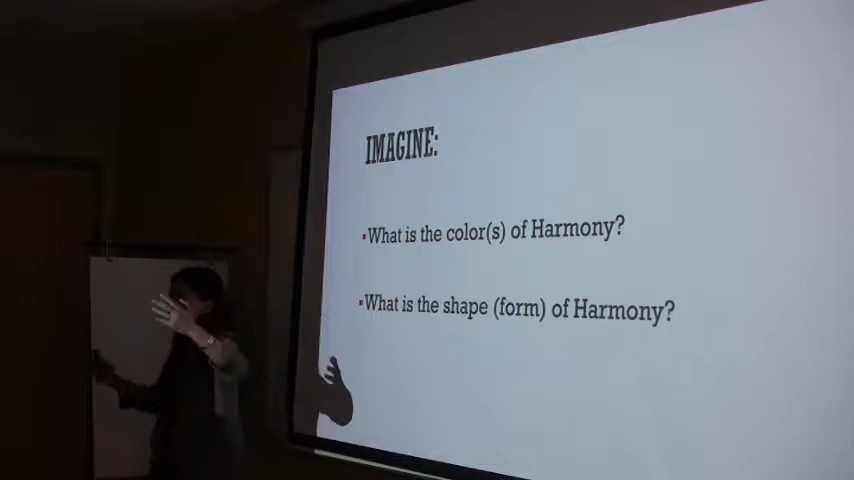 IMAGINE:
▪What is the color(s) of Harmony?
▪What is the shape (form) of Harmony?